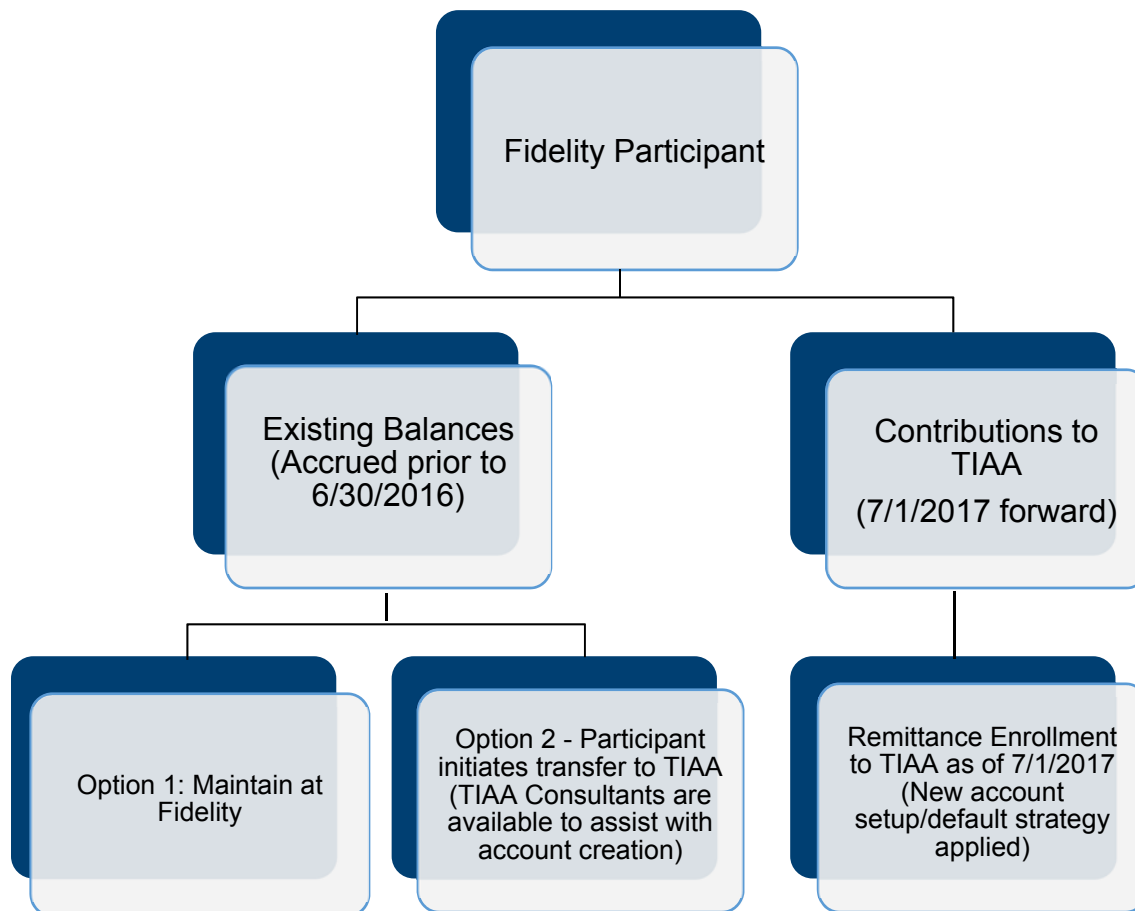 Fidelity Participant
Existing Balances
(Accrued prior to
6/30/2016)
Contributions to
TIAA
(7/1/2017 forward)
Option 1: Maintain at
Fidelity
Option 2 - Participant
initiates transfer to TIAA
(TIAA Consultants are
available to assist with
account creation)
Remittance Enrollment
to TIAA as of 7/1/2017
(New account
setup/default strategy
applied)